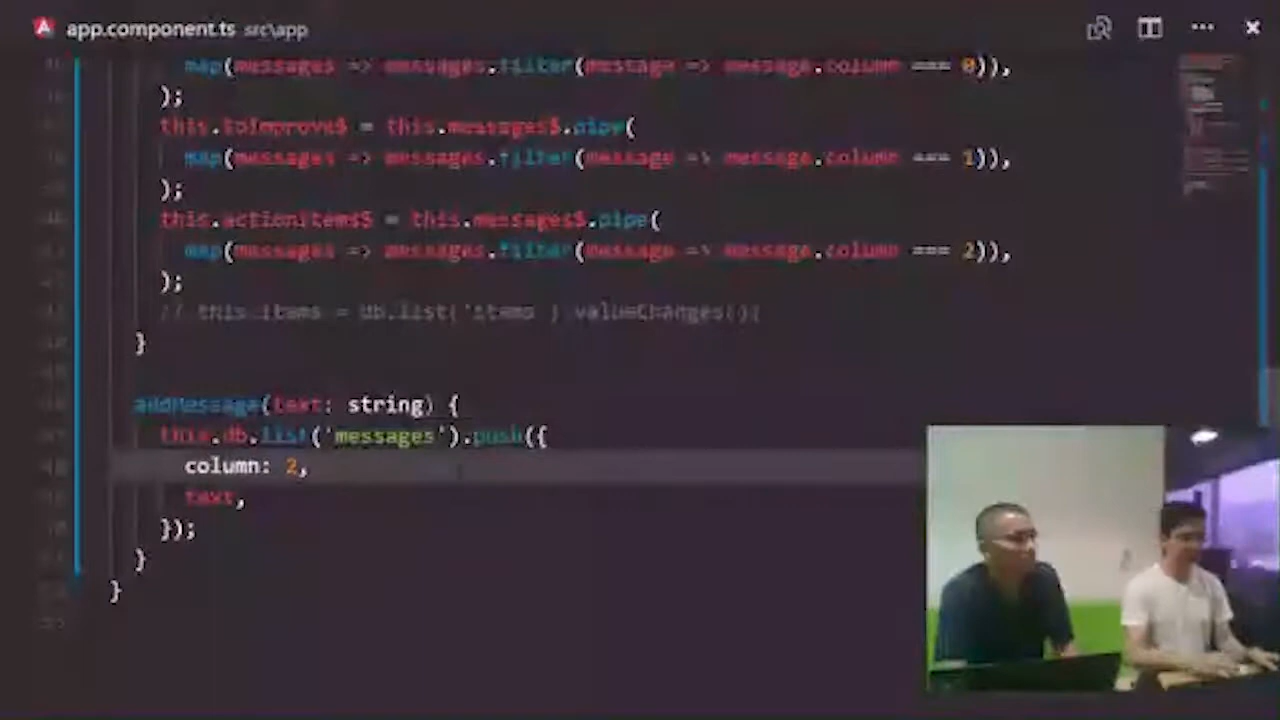 app.component.ts src\app
map(messages => messages.filter(message => message.column === 0)),
);
this.toImprove$ = this.messages$.pipe(
map(messages => messages.filter(message => message.column === 1)),
);
this.actionItems$ = this.messages$.pipe(
map(messages => messages.filter(message => message.column === 2)),
);
// this.items = db.list('items').valueChanges();
}
addMessage(text: string) {
this.db.list('messages').push({
column: 2,
text,
});
}
}